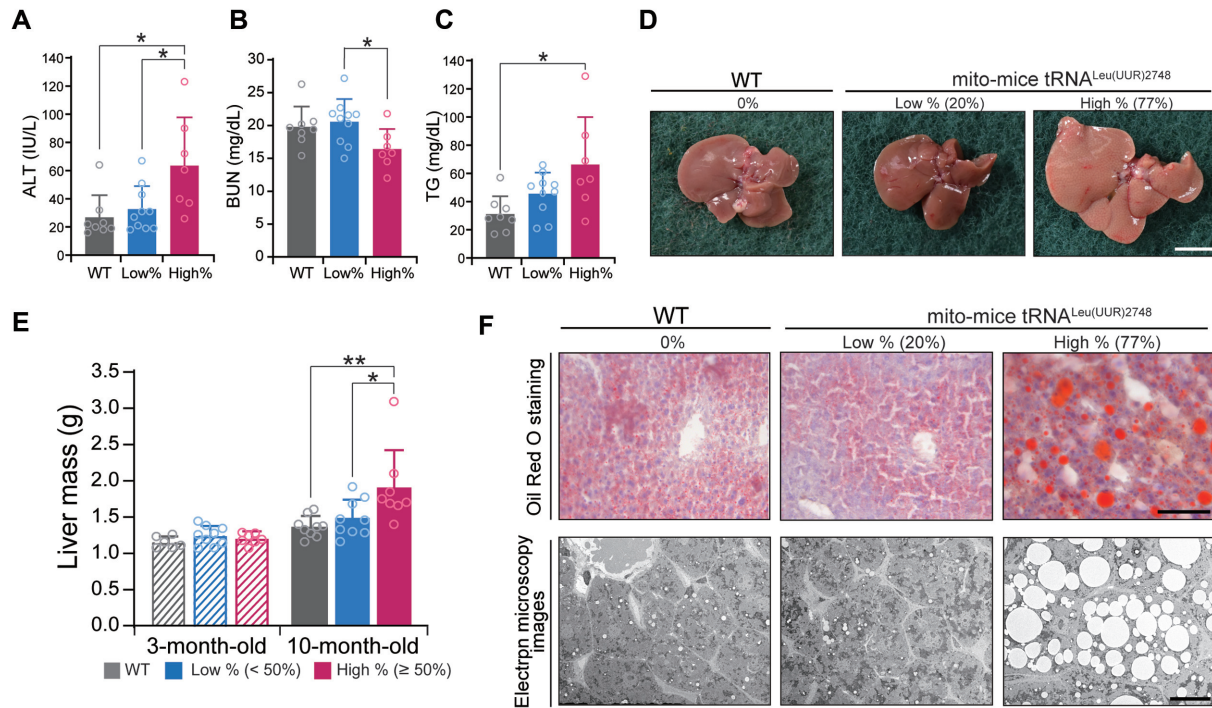 A
ALT (IU/L)
140
120
100
80
60
40
20
0
*
*
WT Low% High%
B
BUN (mg/dL)
30
25
20
15
10
5
0
*
WT Low% High%
C
TG (mg/dL)
140
120
100
80
60
40
20
0
*
WT Low% High%
D
WT
mito-mice tRNALeu(UUR)2748
0%
Low % (20%)
High % (77%)
E
Liver mass (g)
3.5
3.0
2.5
2.0
1.5
1.0
0.5
0.0
**
*
3-month-old 10-month-old
WT Low % (< 50%) High % (≥ 50%)
F
WT
mito-mice tRNALeu(UUR)2748
0%
Low % (20%)
High % (77%)
Oil Red O staining
Electrpn microscopy
images